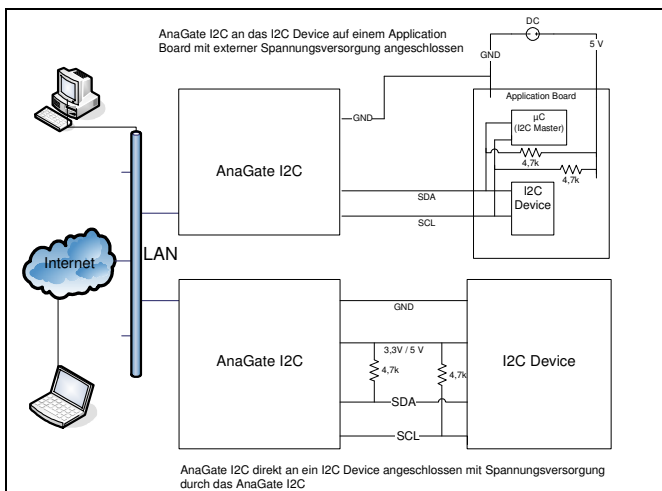 AnaGate I2C an das I2C Device auf einem Application
Board mit externer Spannungsversorgung angeschlossen
DC
GND
5 V
Application Board
µC
(I2C Master)
GND
4,7k
4,7k
AnaGate I2C
I2C
Device
SDA
SCL
LAN
Internet
GND
3,3V / 5 V
AnaGate I2C
4,7k
4,7k
I2C Device
SDA
SCL
AnaGate I2C direkt an ein I2C Device angeschlossen mit Spannungsversorgung
durch das AnaGate I2C